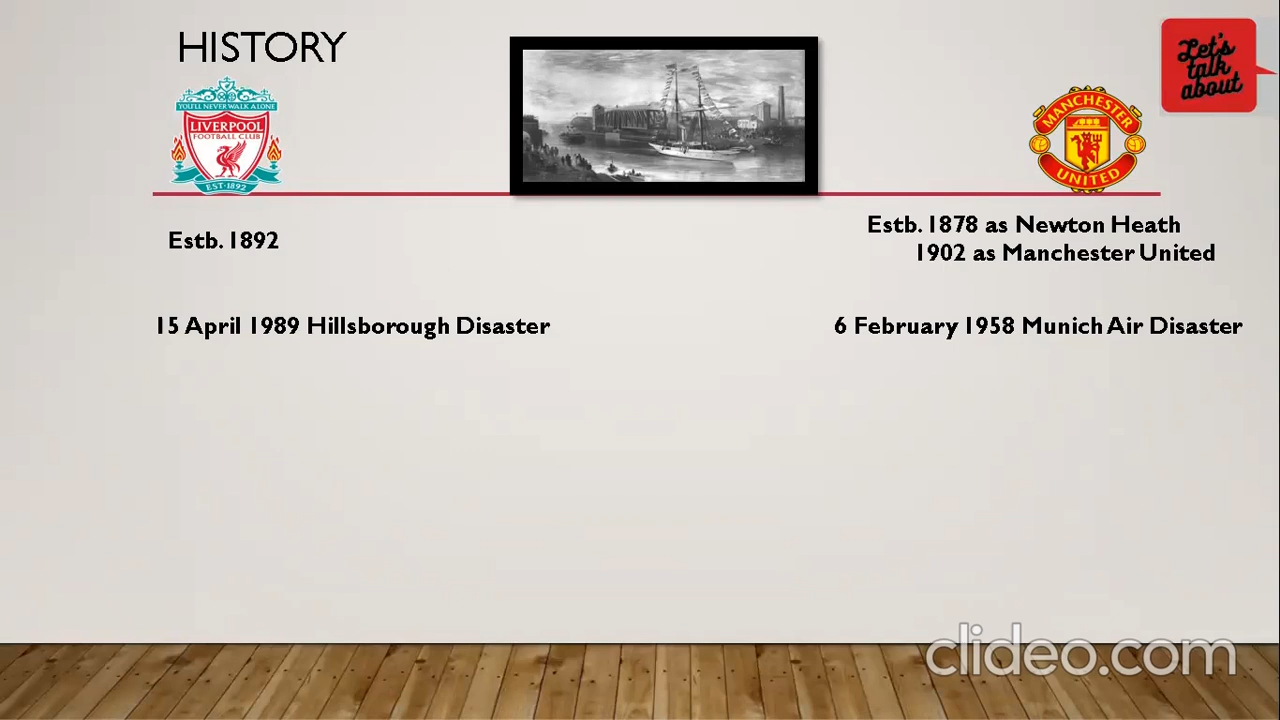 HISTORY
Let's
talk
about
YOU'LL NEVER WALK ALONE
LIVERPOOL
FOOTBALL CLUB
EST·1892
MANCHESTER
UNITED
Estb. 1892
Estb. 1878 as Newton Heath
1902 as Manchester United
15 April 1989 Hillsborough Disaster
6 February 1958 Munich Air Disaster
clideo.com